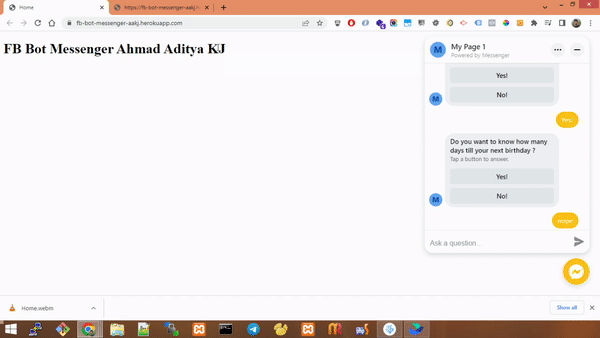 Home
https://fb-bot-messenger-aakj.h
fb-bot-messenger-aakj.herokuapp.com
FB Bot Messenger Ahmad Aditya KJ
M
My Page 1
Powered by Messenger
Yes!
No!
M
Yes!
Do you want to know how many
days till your next birthday ?
Tap a button to answer.
Yes!
No!
M
nope
Ask a question...
Home.webm
Show all